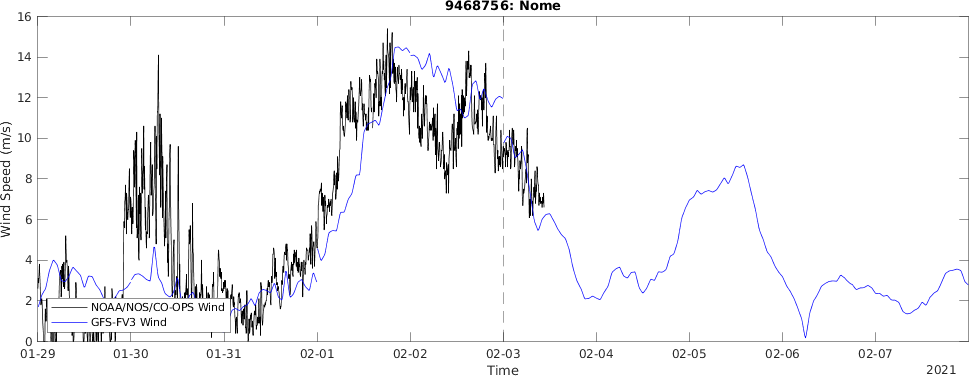 9468756: Nome
16
14
12
10
8
6
4
2
0
Wind Speed (m/s)
NOAA/NOS/CO-OPS Wind
GFS-FV3 Wind
01-29 01-30 01-31 02-01 02-02 02-03 02-04 02-05 02-06 02-07
Time
2021